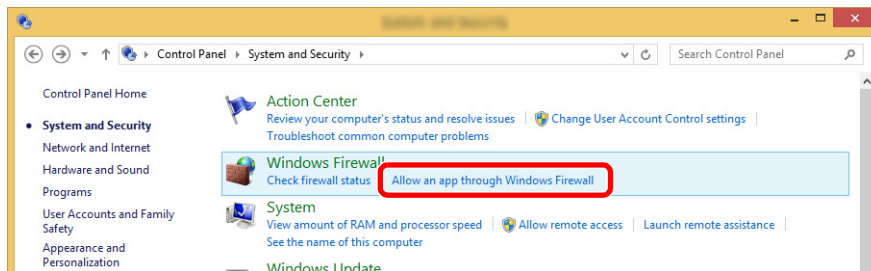 System and Security
Control Panel
System and Security
Search Control Panel
Control Panel Home
System and Security
Network and Internet
Hardware and Sound
Programs
User Accounts and Family
Safety
Appearance and
Personalization
Action Center
Review your computer's status and resolve issues
Change User Account Control settings
Troubleshoot common computer problems
Windows Firewall
Check firewall status
Allow an app through Windows Firewall
System
View amount of RAM and processor speed
Allow remote access
Launch remote assistance
See the name of this computer
Windows Update